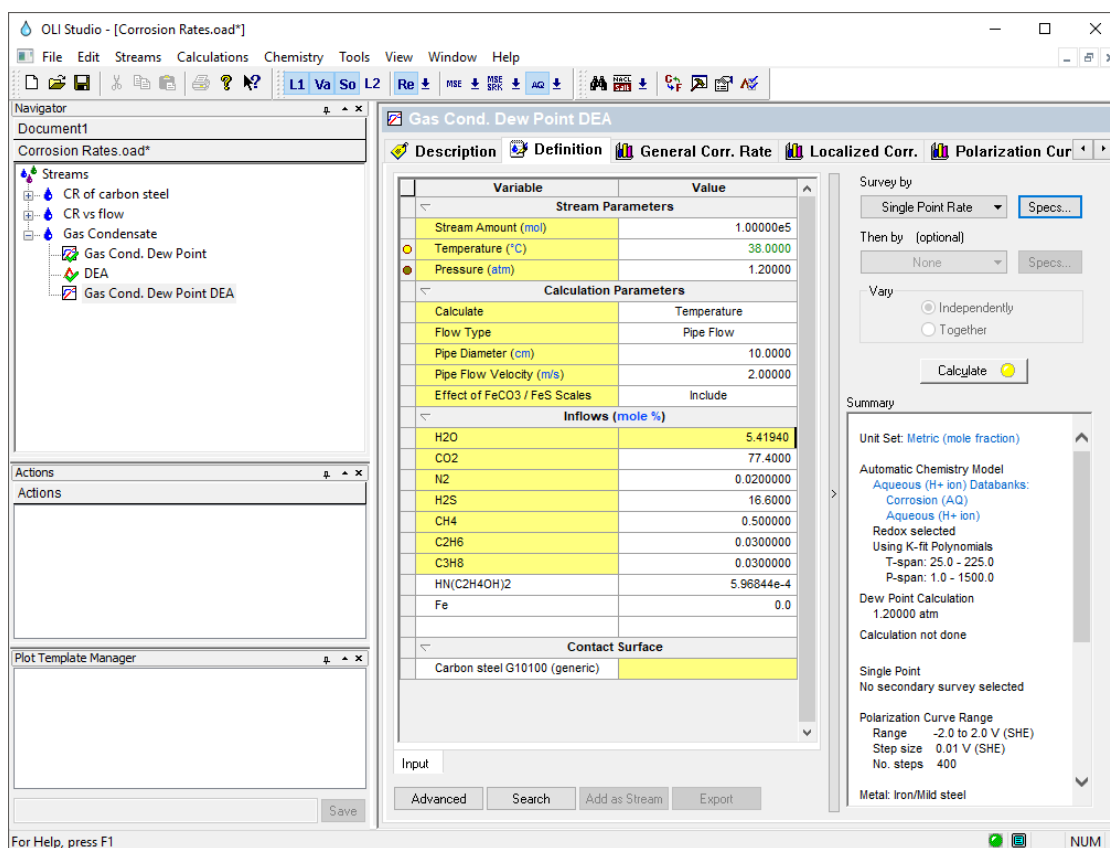 OLI Studio - [Corrosion Rates.oad*]
File Edit Streams Calculations Chemistry Tools View Window Help
L1 Va So L2 Re MSE MSE SRK AQ NACL Salt
Navigator
Document1
Corrosion Rates.oad*
Streams
CR of carbon steel
CR vs flow
Gas Condensate
Gas Cond. Dew Point
DEA
Gas Cond. Dew Point DEA
Actions
Actions
Plot Template Manager
Save
Gas Cond. Dew Point DEA
Description Definition General Corr. Rate Localized Corr. Polarization Cur
Variable Value
Stream Parameters
Stream Amount (mol) 1.00000e5
Temperature (°C) 38.0000
Pressure (atm) 1.20000
Calculation Parameters
Calculate Temperature
Flow Type Pipe Flow
Pipe Diameter (cm) 10.0000
Pipe Flow Velocity (m/s) 2.00000
Effect of FeCO3 / FeS Scales Include
Inflows (mole %)
H2O 5.41940
CO2 77.4000
N2 0.0200000
H2S 16.6000
CH4 0.500000
C2H6 0.0300000
C3H8 0.0300000
HN(C2H4OH)2 5.96844e-4
Fe 0.0
Contact Surface
Carbon steel G10100 (generic)
Input
Advanced Search Add as Stream Export
Survey by
Single Point Rate Specs...
Then by (optional)
None Specs...
Vary
Independently
Together
Calculate
Summary
Unit Set: Metric (mole fraction)
Automatic Chemistry Model
Aqueous (H+ ion) Databanks:
Corrosion (AQ)
Aqueous (H+ ion)
Redox selected
Using K-fit Polynomials
T-span: 25.0 - 225.0
P-span: 1.0 - 1500.0
Dew Point Calculation
1.20000 atm
Calculation not done
Single Point
No secondary survey selected
Polarization Curve Range
Range -2.0 to 2.0 V (SHE)
Step size 0.01 V (SHE)
No. steps 400
Metal: Iron/Mild steel
For Help, press F1
NUM